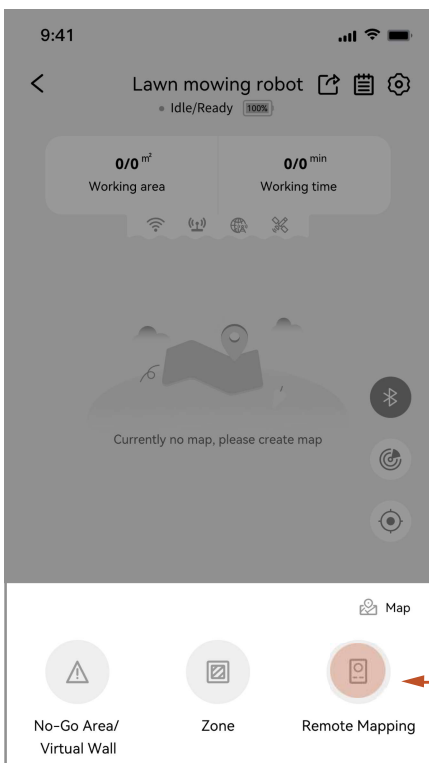 9:41
Lawn mowing robot
Idle/Ready 100%
0/0 m² 0/0 min
Working area Working time
Currently no map, please create map
Map
No-Go Area/ Zone Remote Mapping
Virtual Wall